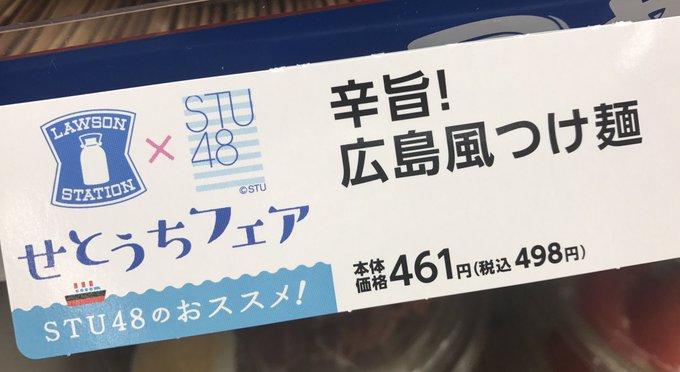 LAWSON
STATION
×
STU
48
©STU
せとうちフェア
STU48のおススメ!
辛旨!
広島風つけ麺
本体
価格 461円(税込 498円)